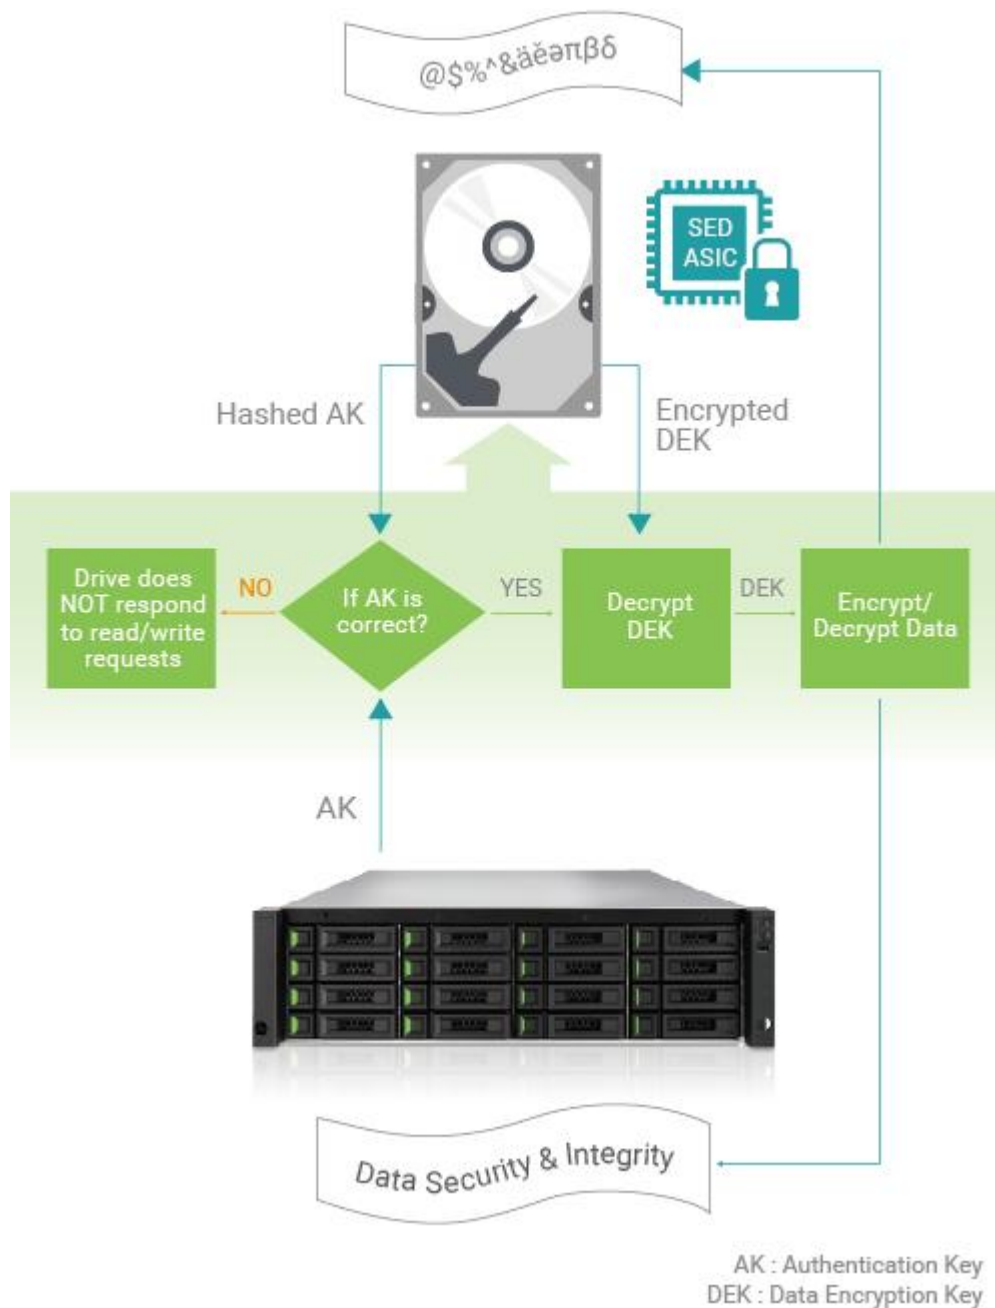 @$%^&äěəπβδ
SED
ASIC
Hashed AK
Encrypted
DEK
Drive does
NOT respond
to read/write
requests
NO
If AK is
correct?
YES
Decrypt
DEK
DEK
Encrypt/
Decrypt Data
AK
Data Security & Integrity
AK : Authentication Key
DEK : Data Encryption Key